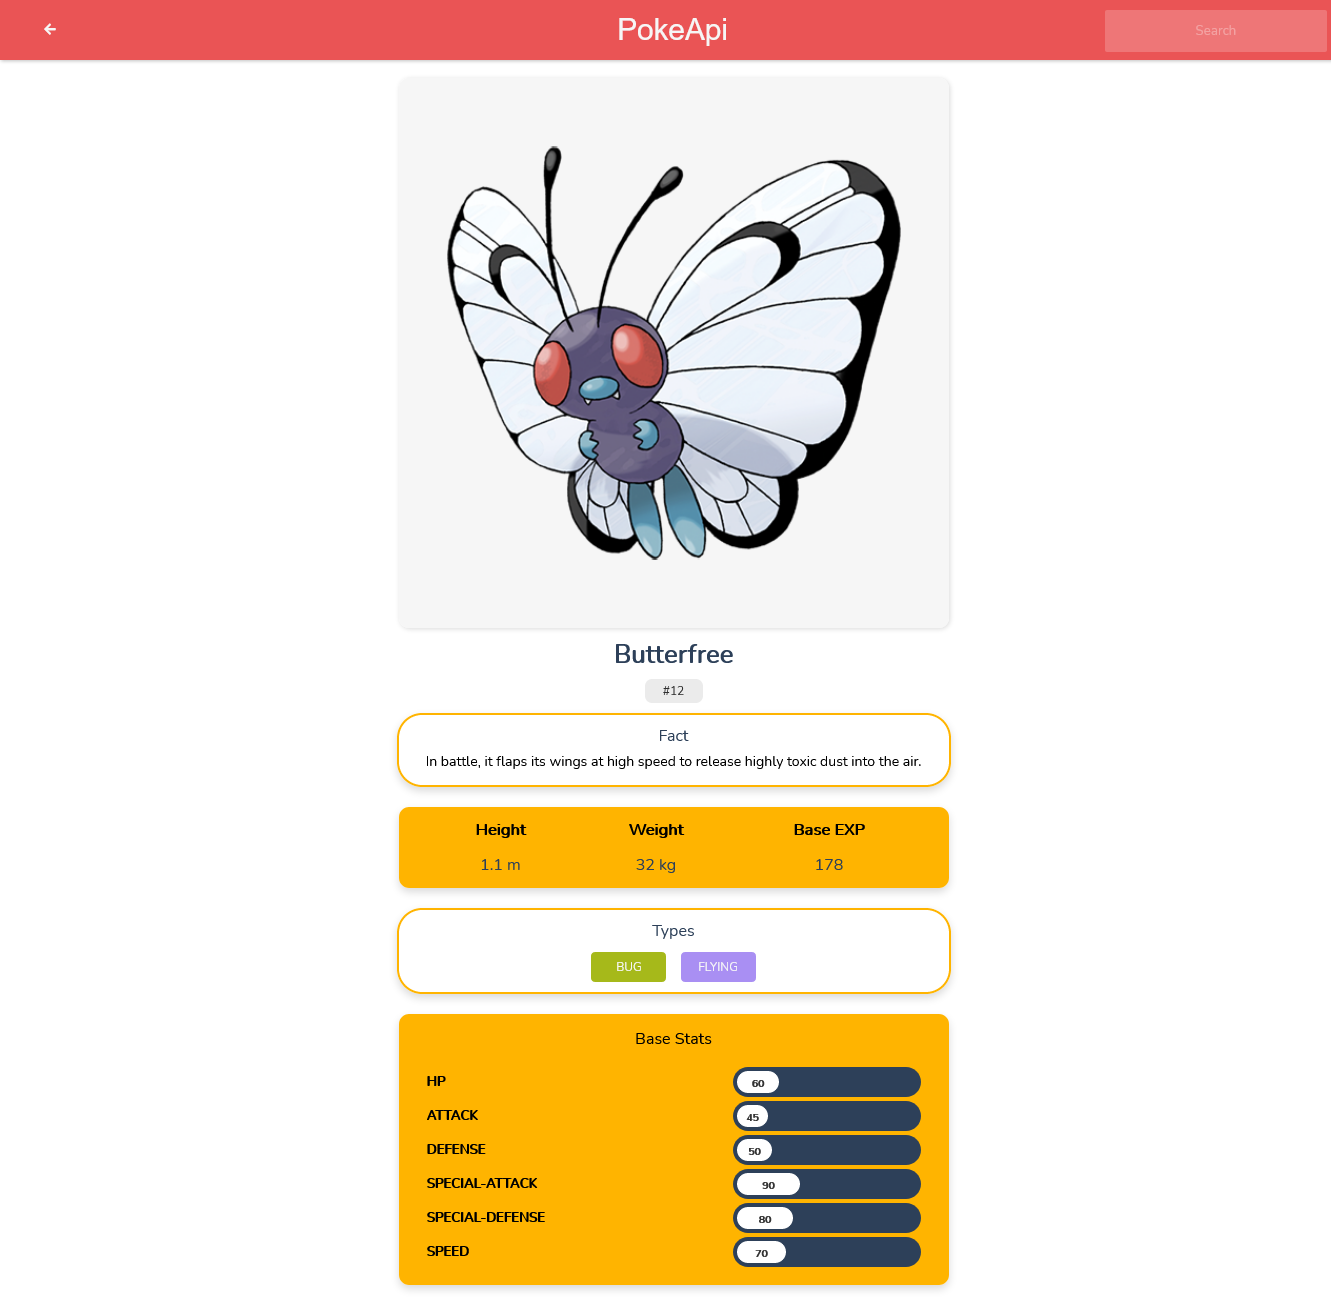 PokeApi
Search
Butterfree
#12
Fact
In battle, it flaps its wings at high speed to release highly toxic dust into the air.
Height Weight Base EXP
1.1 m 32 kg 178
Types
BUG FLYING
Base Stats
HP 60
ATTACK 45
DEFENSE 50
SPECIAL-ATTACK 90
SPECIAL-DEFENSE 80
SPEED 70